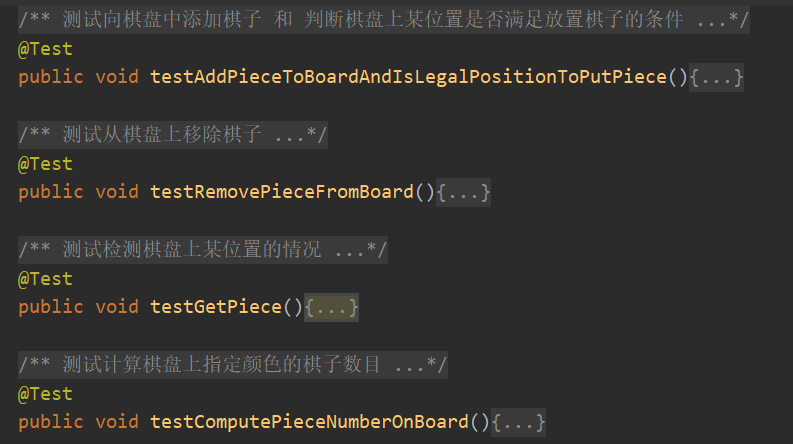 /** 测试向棋盘中添加棋子 和 判断棋盘上某位置是否满足放置棋子的条件 ...*/
@Test
public void testAddPieceToBoardAndIsLegalPositionToPutPiece(){...}
/** 测试从棋盘上移除棋子 ...*/
@Test
public void testRemovePieceFromBoard(){...}
/** 测试检测棋盘上某位置的情况 ...*/
@Test
public void testGetPiece(){...}
/** 测试计算棋盘上指定颜色的棋子数目 ...*/
@Test
public void testComputePieceNumberOnBoard(){...}